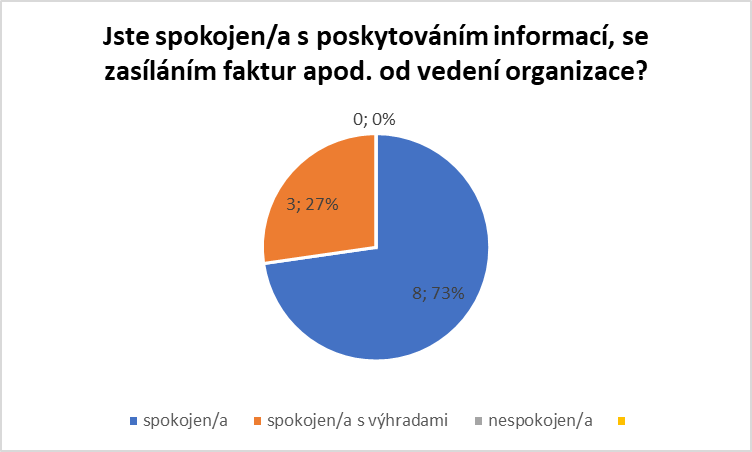 Jste spokojen/a s poskytováním informací, se
zasíláním faktur apod. od vedení organizace?
0; 0%
3; 27%
8; 73%
spokojen/a spokojen/a s výhradami nespokojen/a